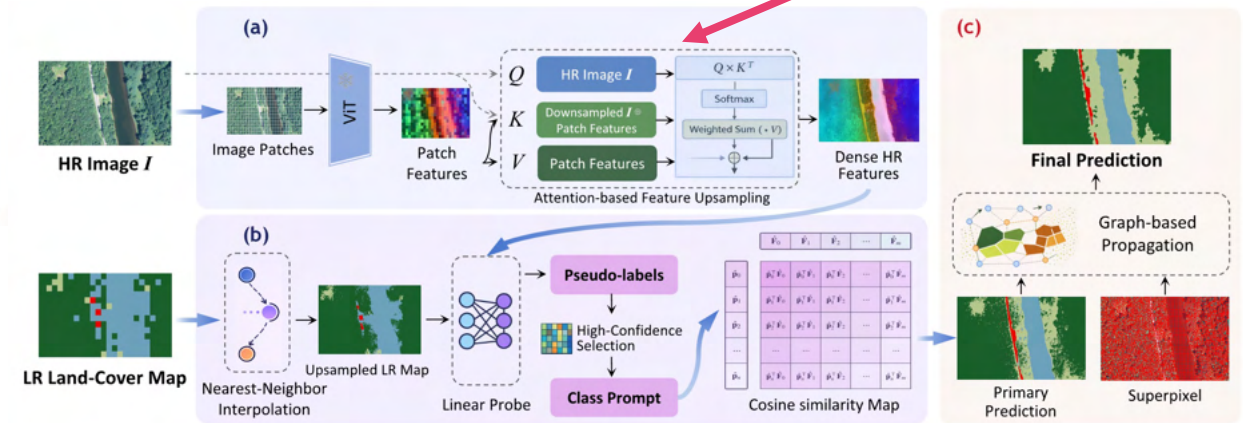 (a)
HR Image I
Image Patches
ViT
Patch
Features
Q
K
V
HR Image I
Downsampled I
Patch Features
Patch Features
Q × K^T
Softmax
Weighted Sum (• V)
Attention-based Feature Upsampling
Dense HR
Features
(b)
LR Land-Cover Map
Nearest-Neighbor
Interpolation
Upsampled LR Map
Linear Probe
Pseudo-labels
High-Confidence
Selection
Class Prompt
...
Cosine similarity Map
(c)
Final Prediction
Graph-based
Propagation
Primary
Prediction
Superpixel